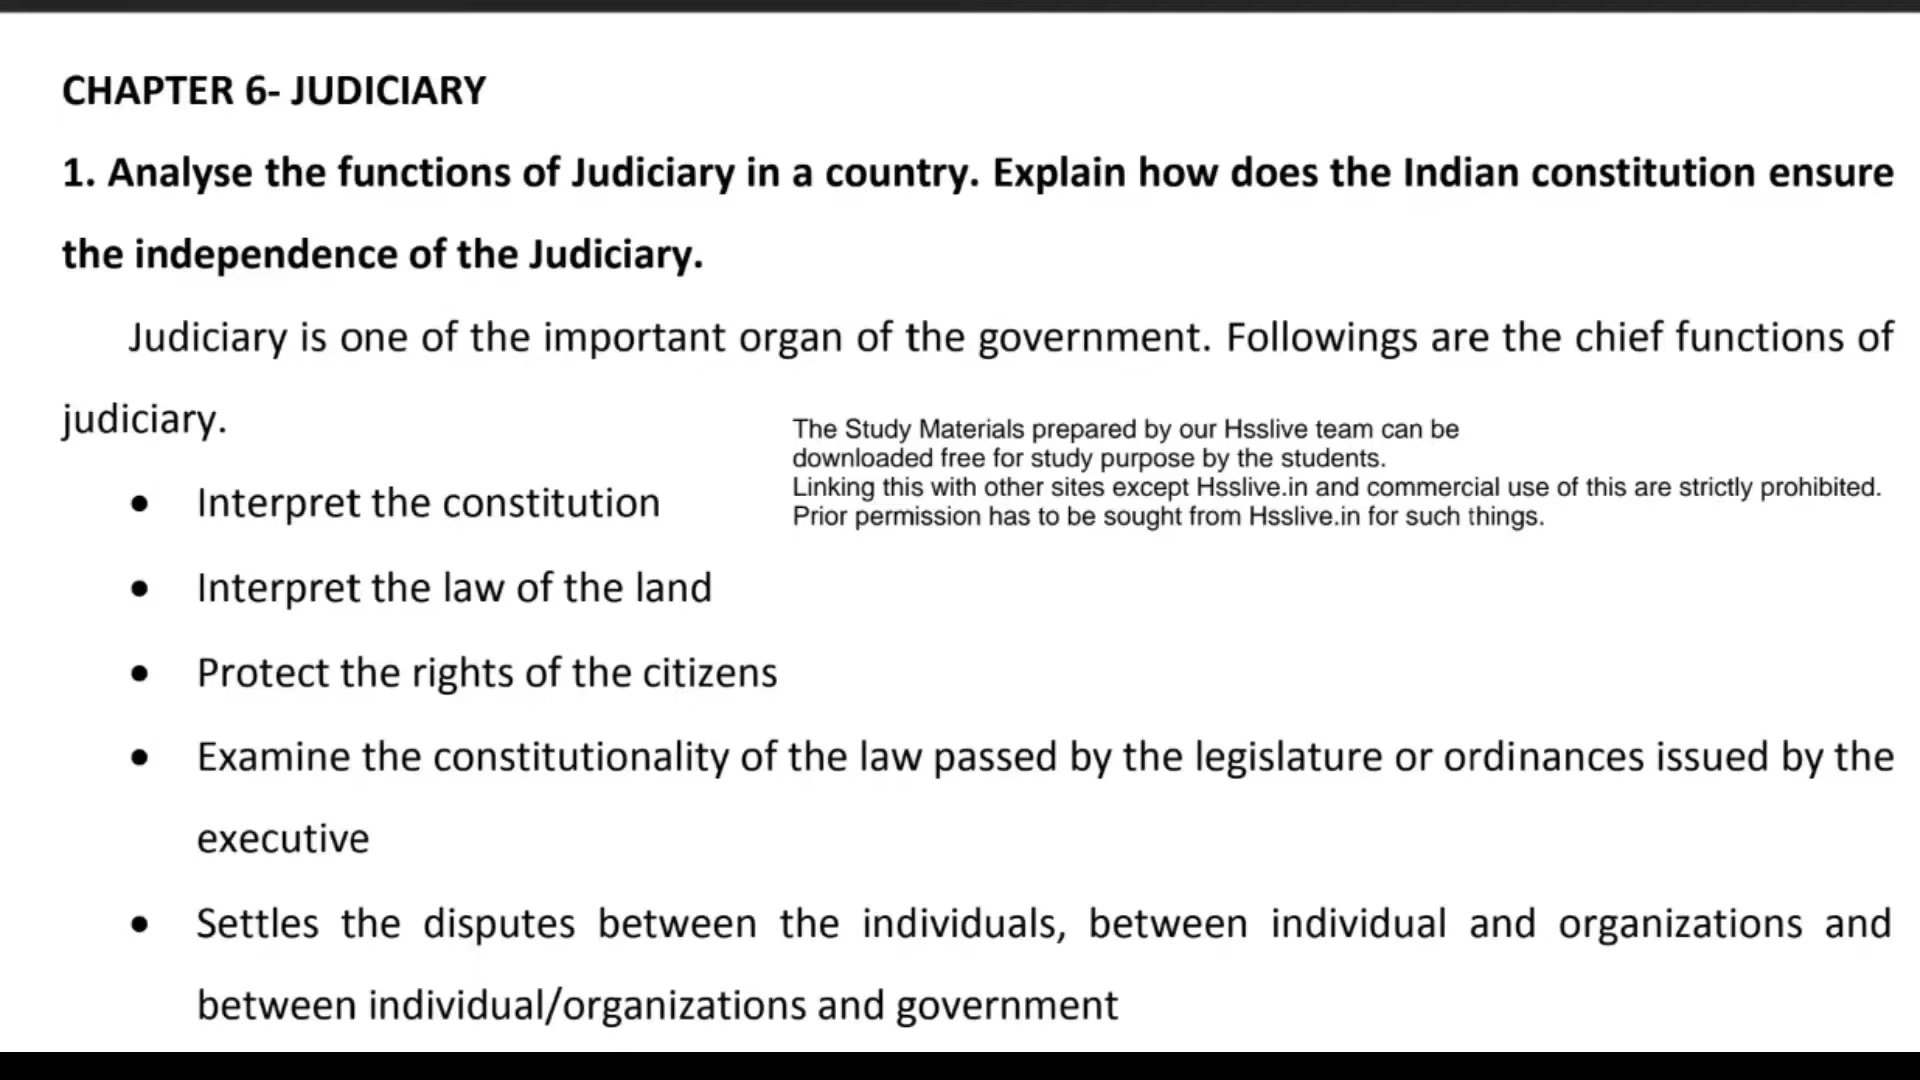 CHAPTER 6- JUDICIARY
1. Analyse the functions of Judiciary in a country. Explain how does the Indian constitution ensure
the independence of the Judiciary.
Judiciary is one of the important organ of the government. Followings are the chief functions of
judiciary.
The Study Materials prepared by our Hsslive team can be
downloaded free for study purpose by the students.
Linking this with other sites except Hsslive.in and commercial use of this are strictly prohibited.
Prior permission has to be sought from Hsslive.in for such things.
• Interpret the constitution
• Interpret the law of the land
• Protect the rights of the citizens
• Examine the constitutionality of the law passed by the legislature or ordinances issued by the
executive
• Settles the disputes between the individuals, between individual and organizations and
between individual/organizations and government